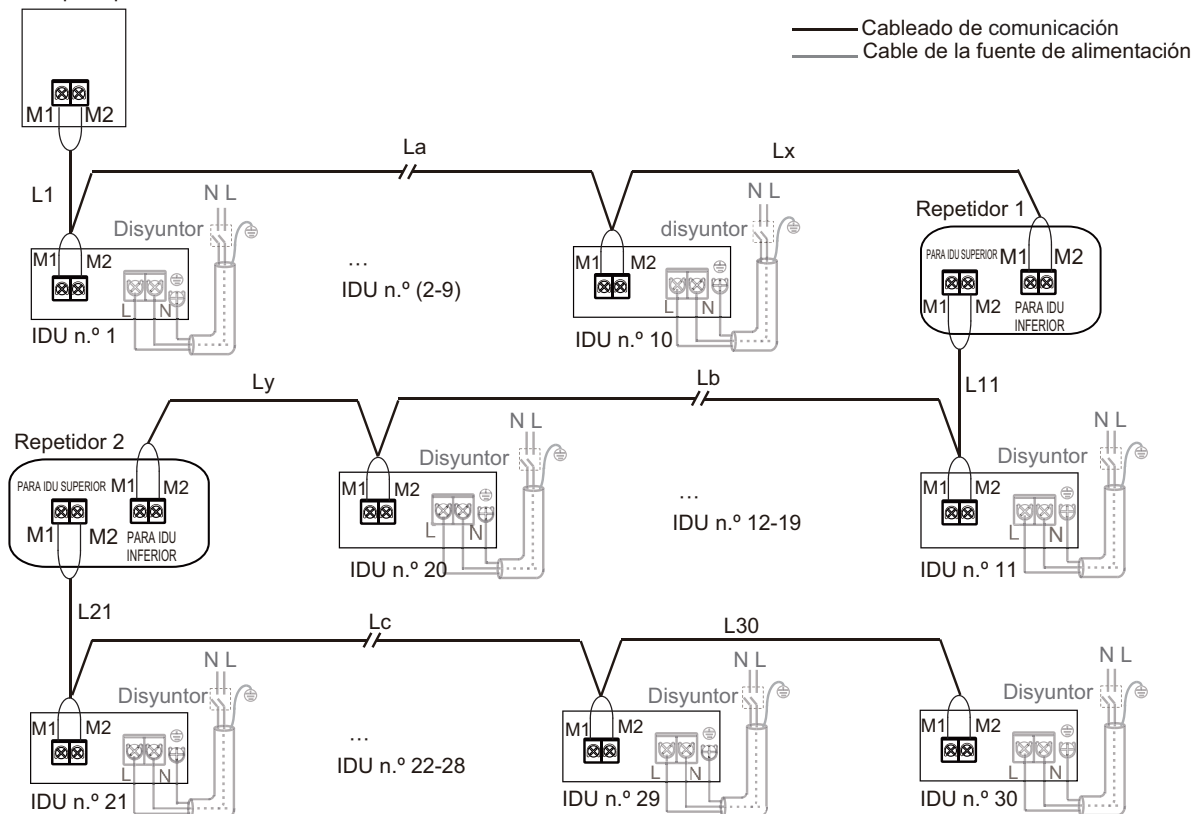 Cableado de comunicación
Cable de la fuente de alimentación
M1 M2
La
Lx
L1
N L
Disyuntor
N L
disyuntor
Repetidor 1
M1 M2
L N
IDU n.º 1
...
IDU n.º (2-9)
M1 M2
L N
IDU n.º 10
PARA IDU SUPERIOR M1 M2
M1 M2 PARA IDU
INFERIOR
Ly
Lb
L11
Repetidor 2
N L
Disyuntor
N L
Disyuntor
PARA IDU SUPERIOR M1 M2
M1 M2 PARA IDU
INFERIOR
M1 M2
L N
IDU n.º 20
...
IDU n.º 12-19
M1 M2
L N
IDU n.º 11
L21
Lc
L30
N L
Disyuntor
N L
Disyuntor
N L
Disyuntor
M1 M2
L N
IDU n.º 21
...
IDU n.º 22-28
M1 M2
L N
IDU n.º 29
M1 M2
L N
IDU n.º 30